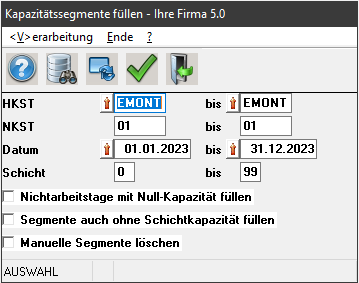 Kapazitätssegmente füllen - Ihre Firma 5.0
<V>erarbeitung Ende ?
HKST EMONT bis EMONT
NKST 01 bis 01
Datum 01.01.2023 bis 31.12.2023
Schicht 0 bis 99
Nichtarbeitstage mit Null-Kapazität füllen
Segmente auch ohne Schichtkapazität füllen
Manuelle Segmente löschen
AUSWAHL